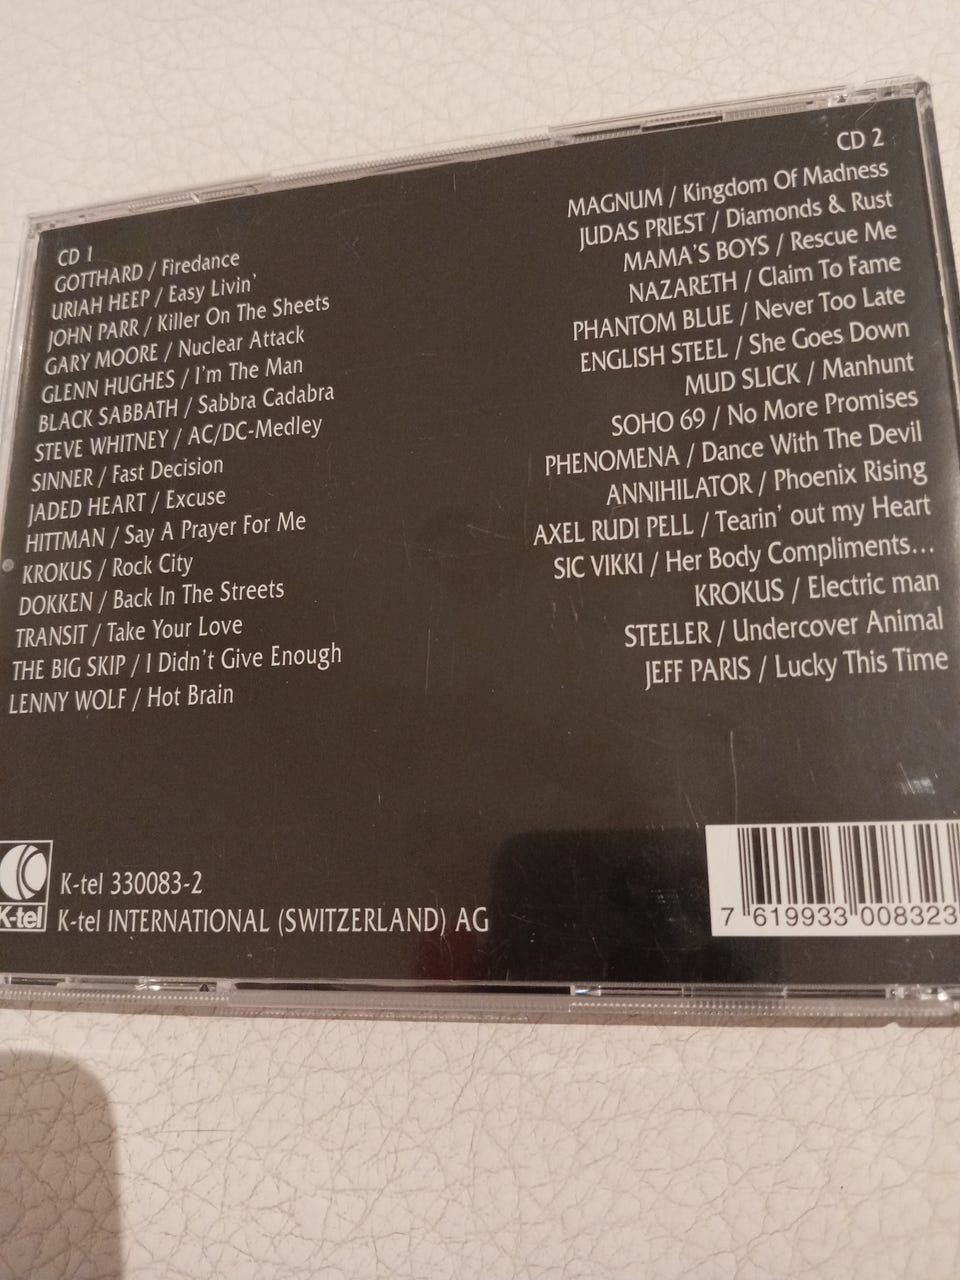 CD 1
GOTTHARD / Firedance
URIAH HEEP / Easy Livin'
JOHN PARR / Killer On The Sheets
GARY MOORE / Nuclear Attack
GLENN HUGHES / I'm The Man
BLACK SABBATH / Sabbra Cadabra
STEVE WHITNEY / AC/DC-Medley
SINNER / Fast Decision
JADED HEART / Excuse
HITTMAN / Say A Prayer For Me
KROKUS / Rock City
DOKKEN / Back In The Streets
TRANSIT / Take Your Love
THE BIG SKIP / I Didn't Give Enough
LENNY WOLF / Hot Brain
CD 2
MAGNUM / Kingdom Of Madness
JUDAS PRIEST / Diamonds & Rust
MAMA'S BOYS / Rescue Me
NAZARETH / Claim To Fame
PHANTOM BLUE / Never Too Late
ENGLISH STEEL / She Goes Down
MUD SLICK / Manhunt
SOHO 69 / No More Promises
PHENOMENA / Dance With The Devil
ANNIHILATOR / Phoenix Rising
AXEL RUDI PELL / Tearin' out my Heart
SIC VIKKI / Her Body Compliments...
KROKUS / Electric man
STEELER / Undercover Animal
JEFF PARIS / Lucky This Time
K-tel
K-tel 330083-2
K-tel INTERNATIONAL (SWITZERLAND) AG
7 619933 008323